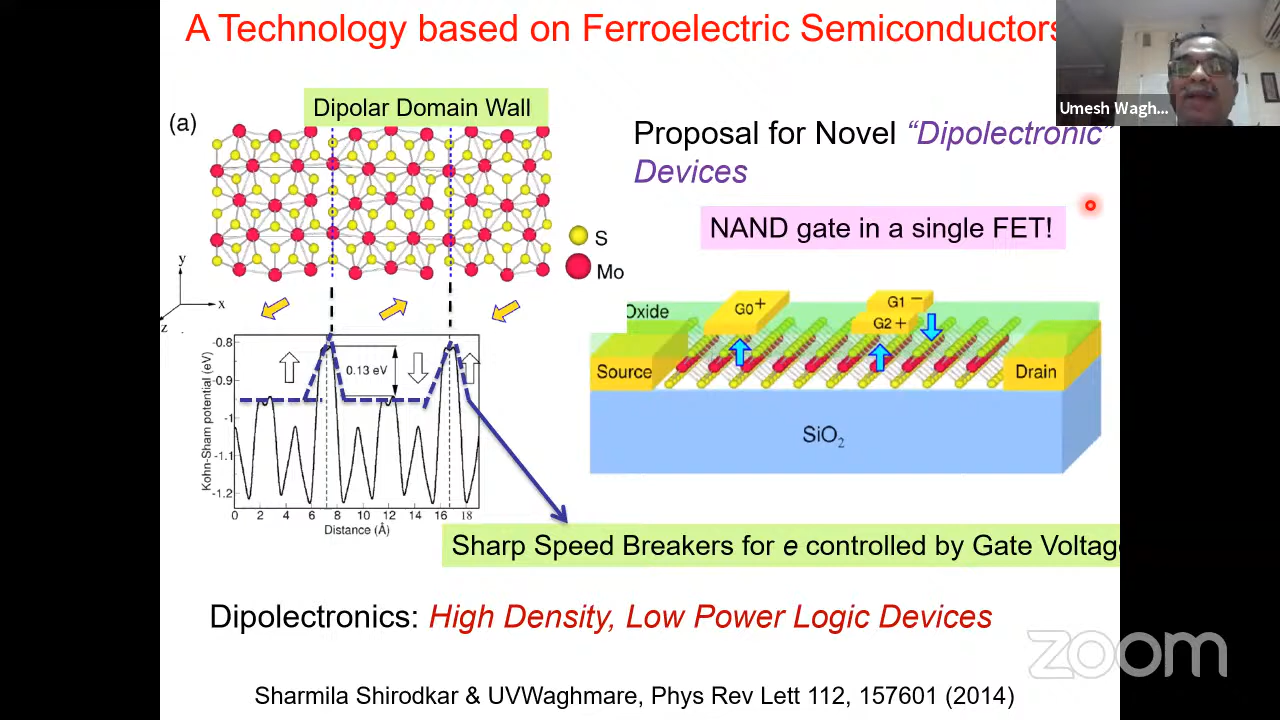 A Technology based on Ferroelectric Semiconductors
Umesh Wagh...
Dipolar Domain Wall
(a)
Proposal for Novel “Dipolectronic”
Devices
NAND gate in a single FET!
S
Mo
y
x
z
Oxide
G0+
G1 −
G2+
Source
Drain
SiO2
-0.8
-0.9
-1
-1.1
-1.2
Kohn-Sham potential (eV)
0.13 eV
0 2 4 6 8 10 12 14 16 18
Distance (Å)
Sharp Speed Breakers for e controlled by Gate Voltage
Dipolectronics: High Density, Low Power Logic Devices
zoom
Sharmila Shirodkar & UVWaghmare, Phys Rev Lett 112, 157601 (2014)